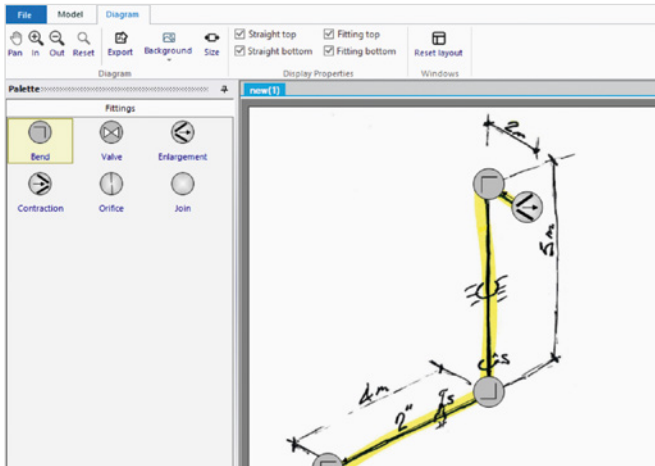 File Model Diagram
Pan In Out Reset Export Background Size
Straight top Fitting top
Straight bottom Fitting bottom
Reset layout
Diagram Display Properties Windows
Palette
new(1)
Fittings
Bend Valve Enlargement
Contraction Orifice Join
2m
5m
S
4m
2"
S